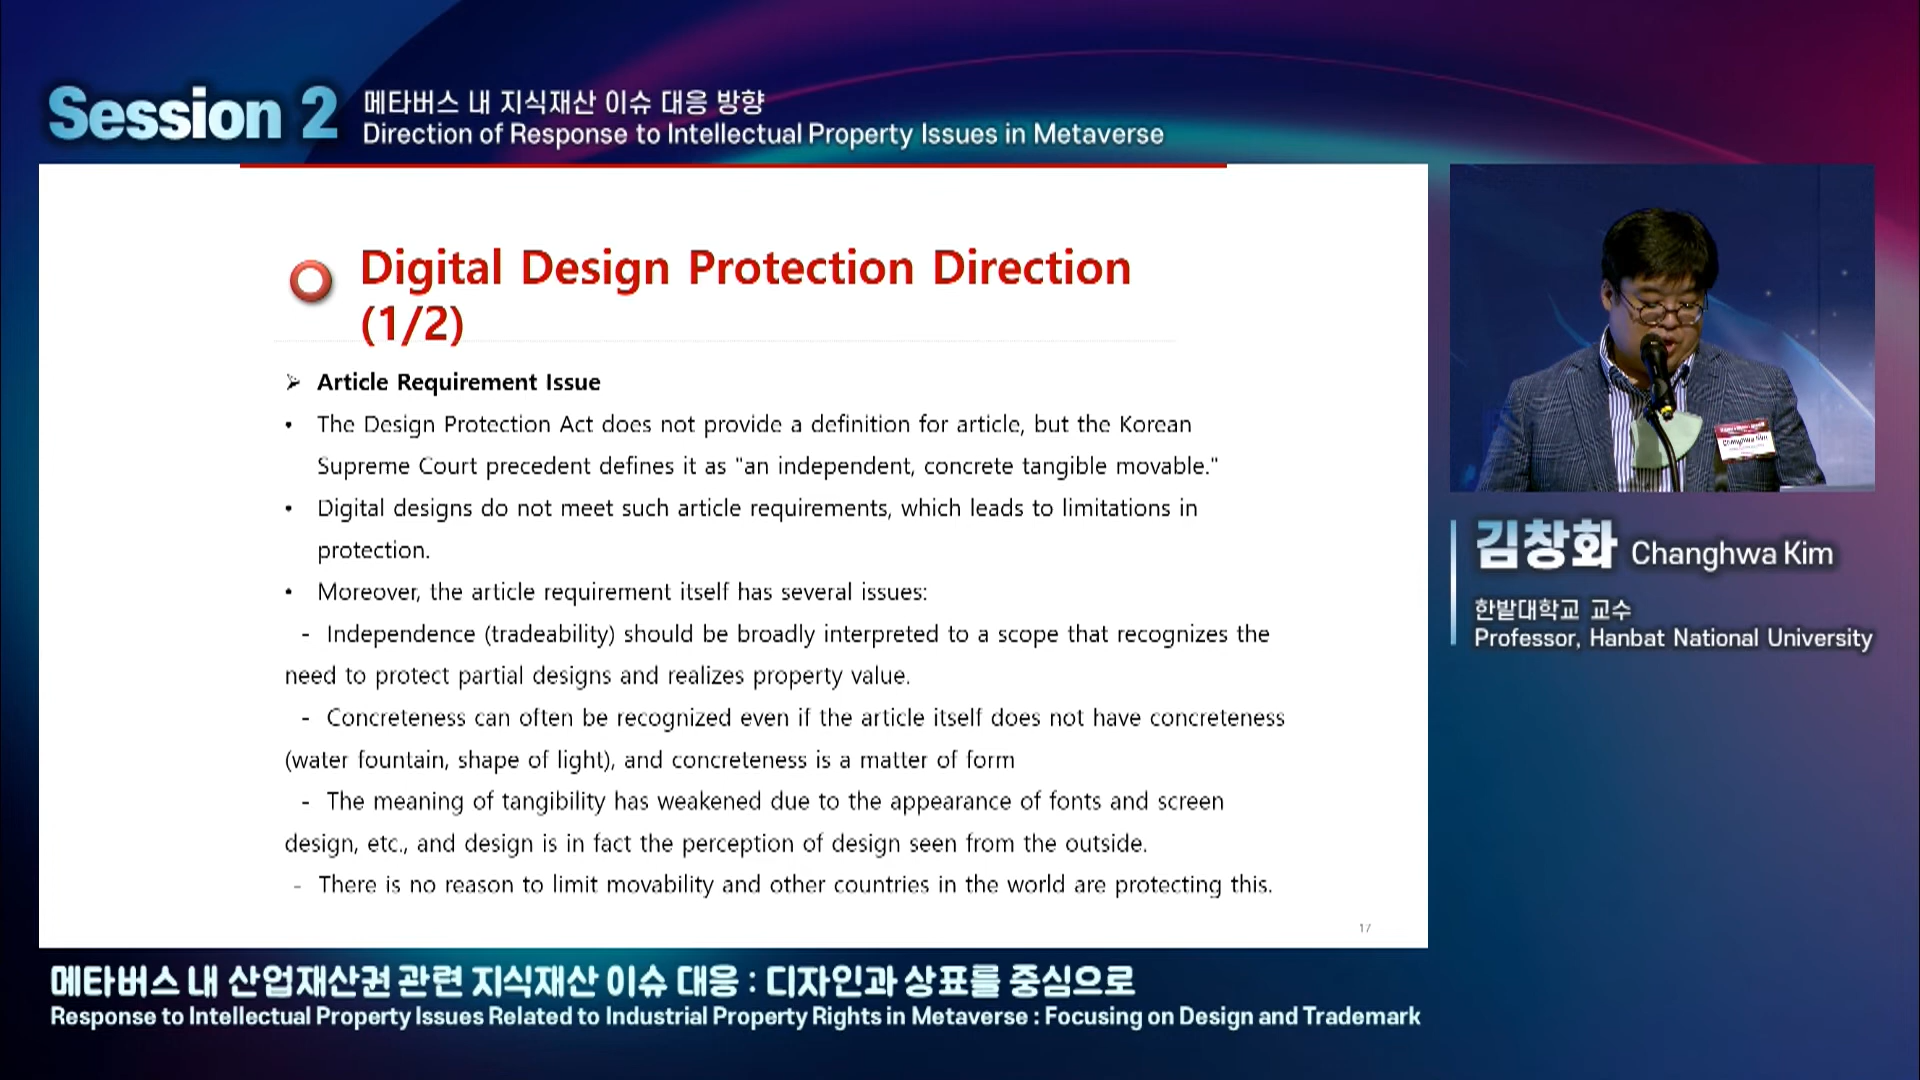 Session 2
메타버스 내 지식재산 이슈 대응 방향
Direction of Response to Intellectual Property Issues in Metaverse
Digital Design Protection Direction
(1/2)
➢ Article Requirement Issue
• The Design Protection Act does not provide a definition for article, but the Korean
Supreme Court precedent defines it as "an independent, concrete tangible movable."
• Digital designs do not meet such article requirements, which leads to limitations in
protection.
• Moreover, the article requirement itself has several issues:
- Independence (tradeability) should be broadly interpreted to a scope that recognizes the
need to protect partial designs and realizes property value.
- Concreteness can often be recognized even if the article itself does not have concreteness
(water fountain, shape of light), and concreteness is a matter of form
- The meaning of tangibility has weakened due to the appearance of fonts and screen
design, etc., and design is in fact the perception of design seen from the outside.
- There is no reason to limit movability and other countries in the world are protecting this.
17
Changhwa Kim
김창화 Changhwa Kim
한밭대학교 교수
Professor, Hanbat National University
메타버스 내 산업재산권 관련 지식재산 이슈 대응 : 디자인과 상표를 중심으로
Response to Intellectual Property Issues Related to Industrial Property Rights in Metaverse : Focusing on Design and Trademark